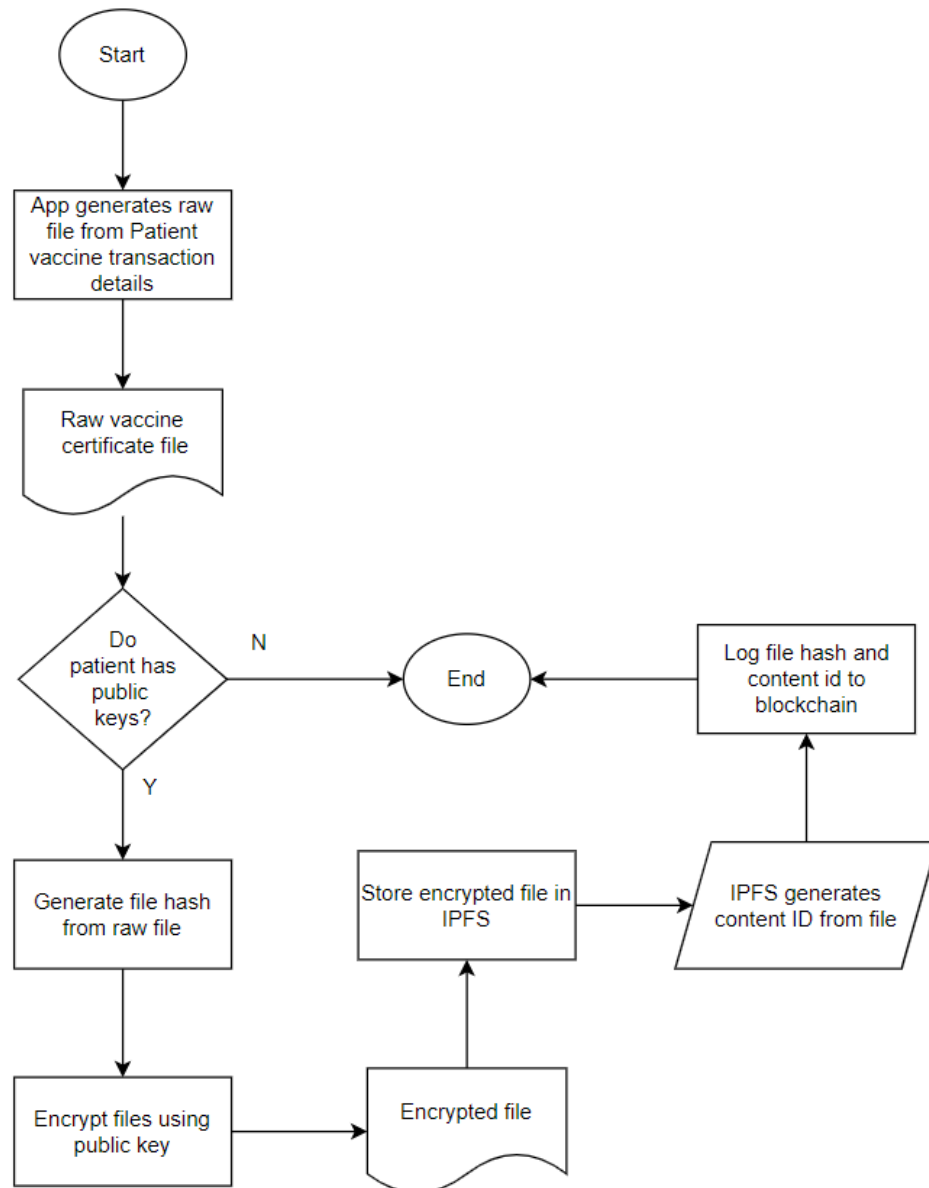 Start
App generates raw
file from Patient
vaccine transaction
details
Raw vaccine
certificate file
Do
patient has
public
keys?
N
End
Log file hash and
content id to
blockchain
Y
Generate file hash
from raw file
Store encrypted file in
IPFS
IPFS generates
content ID from file
Encrypt files using
public key
Encrypted file